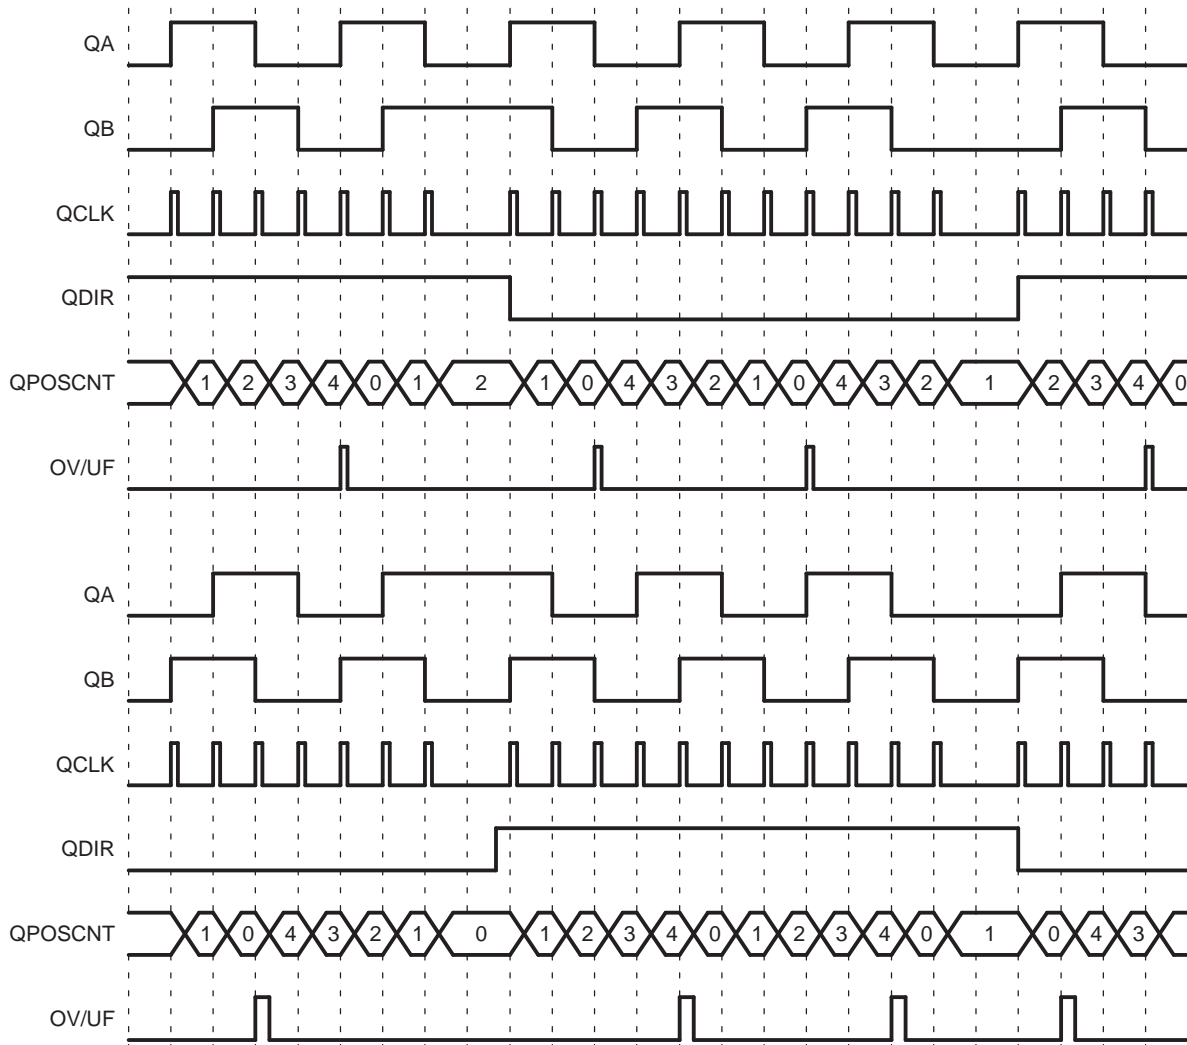 QA
QB
QCLK
QDIR
QPOSCNT 1 2 3 4 0 1 2 1 0 4 3 2 1 0 4 3 2 1 2 3 4 0
OV/UF
QA
QB
QCLK
QDIR
QPOSCNT 1 0 4 3 2 1 0 1 2 3 4 0 1 2 3 4 0 1 0 4 3
OV/UF